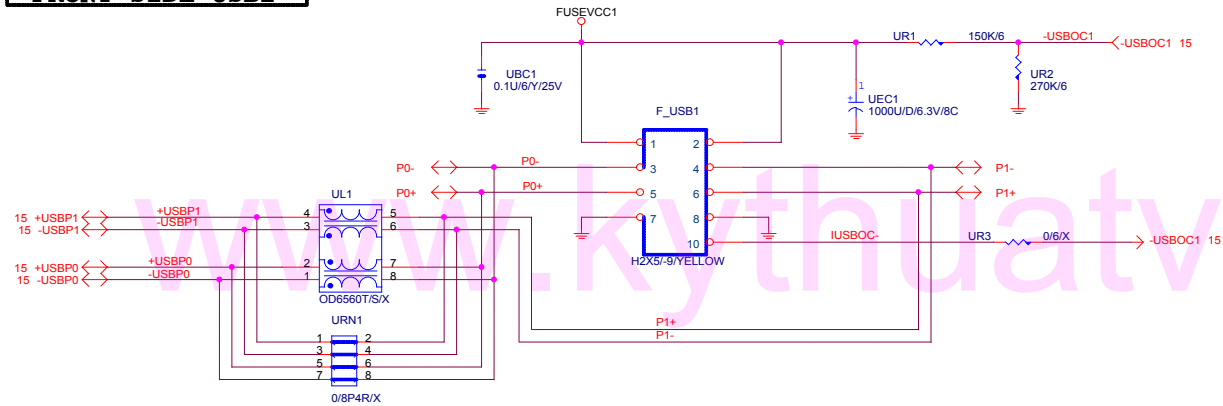 FRONT SIDE USB2
FUSEVCC1
UBC1
0.1U/6/Y/25V
UR1
150K/6
-USBOC1
-USBOC1 15
UR2
270K/6
1
+
UEC1
1000U/D/6.3V/8C
F_USB1
1 2
3 4
5 6
7 8
10
H2X5/-9/YELLOW
P0-
P0-
P0+
P0+
P1-
P1+
IUSBOC-
UR3
0/6/X
-USBOC1 15
UL1
15 +USBP1
+USBP1
4 5
15 -USBP1
-USBP1
3 6
15 +USBP0
+USBP0
2 7
15 -USBP0
-USBP0
1 8
OD6560T/S/X
URN1
1 2
3 4
5 6
7 8
0/8P4R/X
P1+
P1-
www.kythuatv